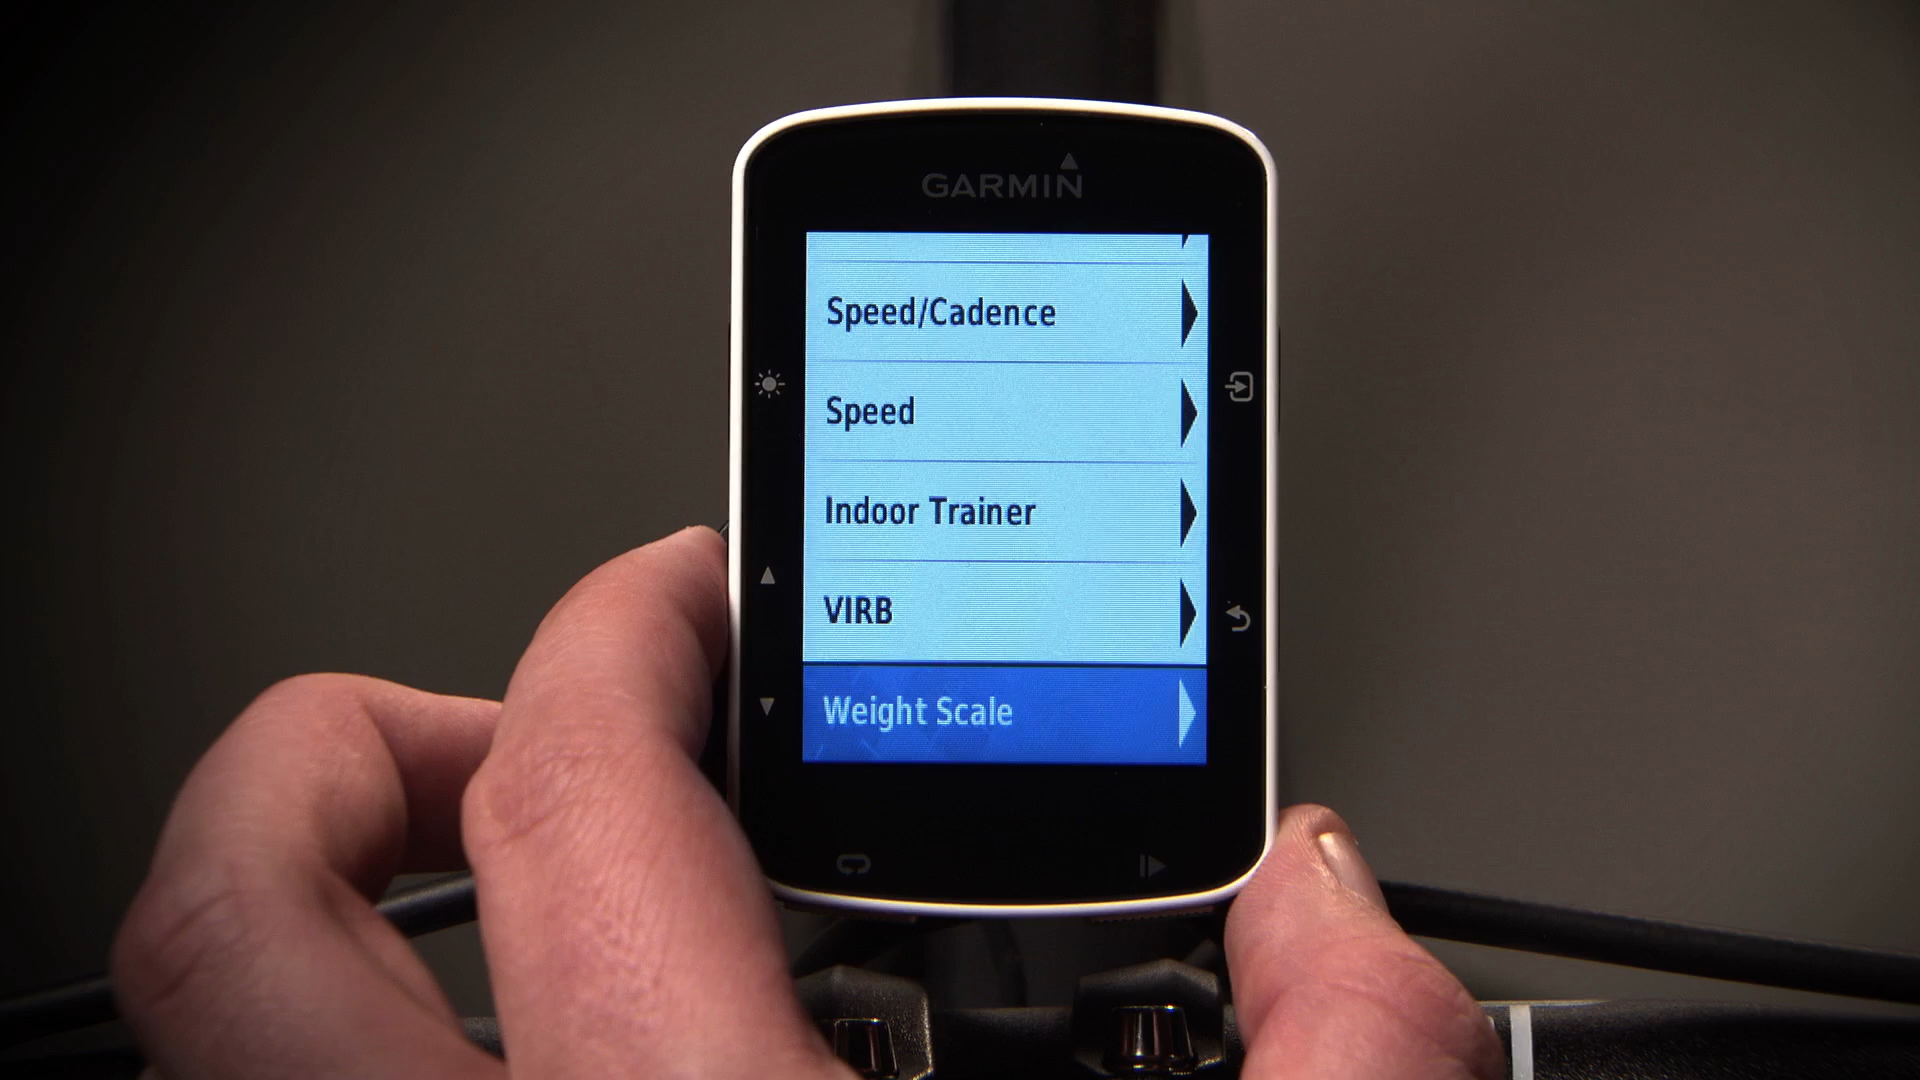 GARMIN
Speed/Cadence
Speed
Indoor Trainer
VIRB
Weight Scale